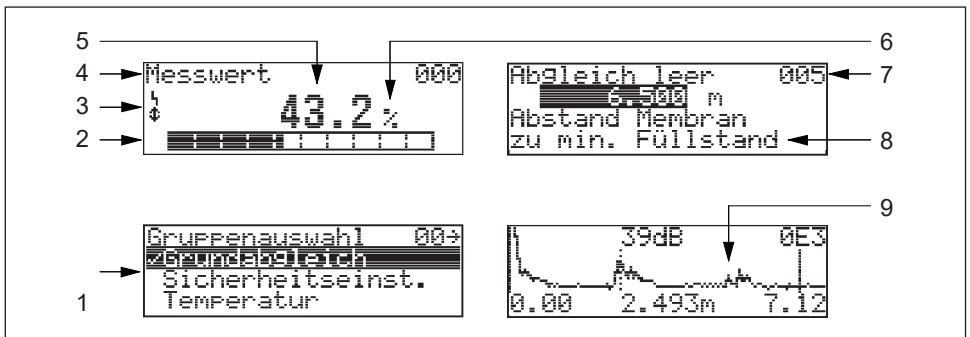 5
6
4
Messwert 000
3
43.2 %
2
Abgleich leer 005
7
6.500 m
Abstand Membran
zu min. Füllstand
8
9
Gruppenauswahl 00→
✓Grundabgleich
Sicherheitseinst.
Temperatur
1
39dB 0E3
0.00 2.493m 7.12